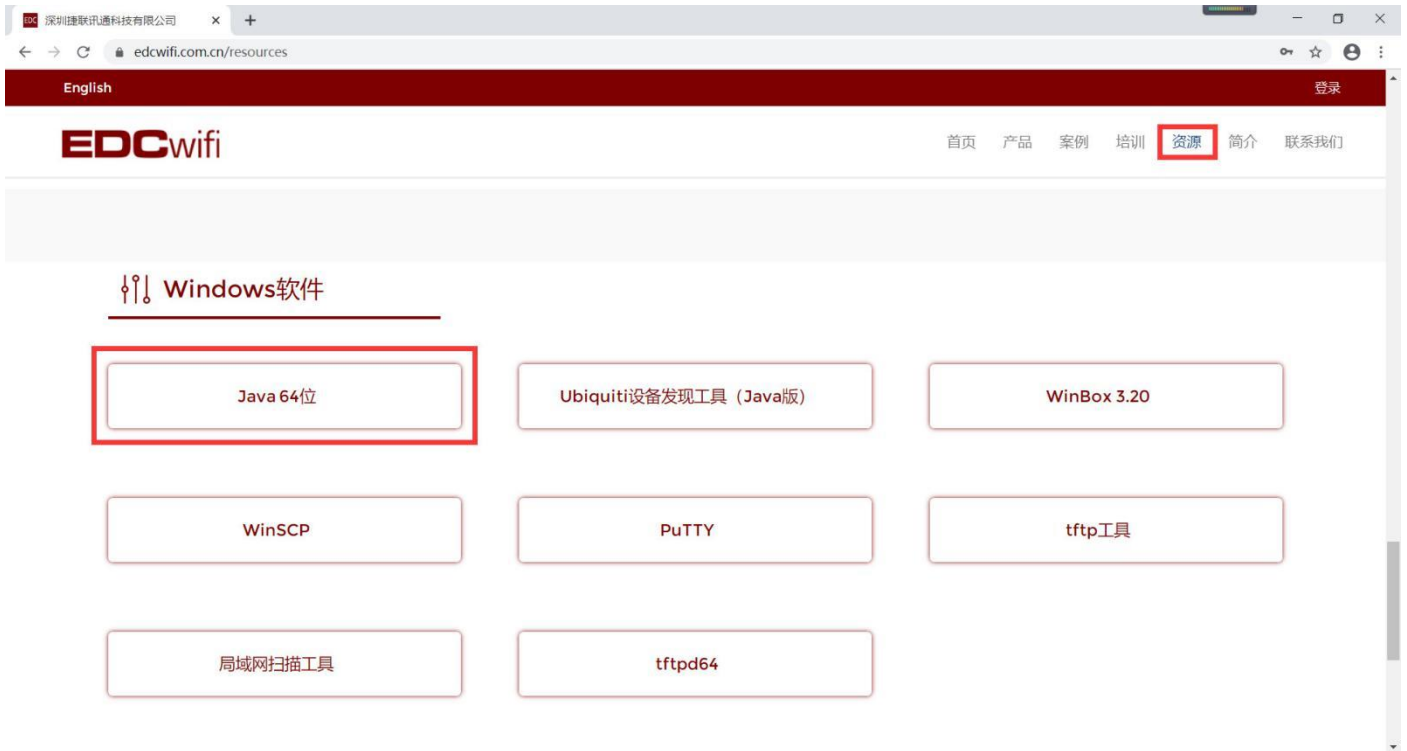 EDC 深圳捷联讯通科技有限公司
edcwifi.com.cn/resources
English 登录
EDCwifi 首页 产品 案例 培训 资源 简介 联系我们
Windows软件
Java 64位 Ubiquiti设备发现工具（Java版） WinBox 3.20
WinSCP PuTTY tftp工具
局域网扫描工具 tftpd64